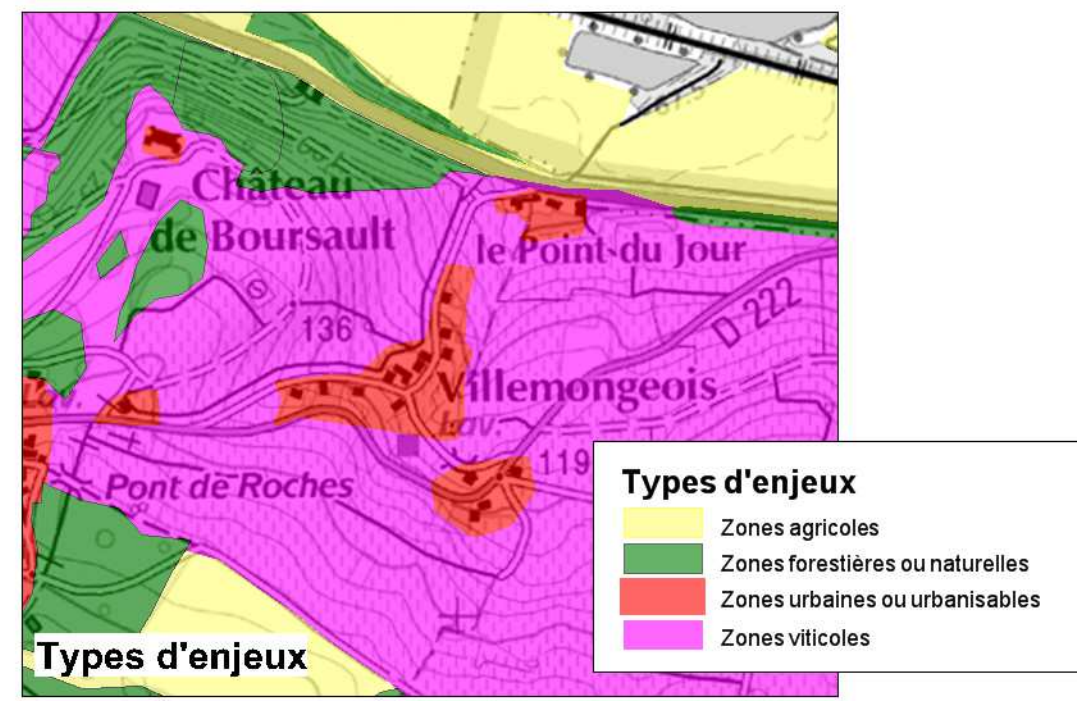 Château
de Boursault
le Point du Jour
136
D 222
Villemongeois
Lav.
119
Pont de Roches
Types d'enjeux
Types d'enjeux
Zones agricoles
Zones forestières ou naturelles
Zones urbaines ou urbanisables
Zones viticoles